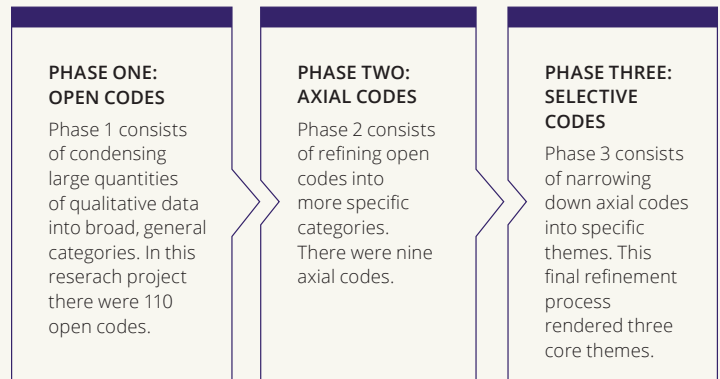 PHASE ONE:
OPEN CODES
Phase 1 consists
of condensing
large quantities
of qualitative data
into broad, general
categories. In this
reserach project
there were 110
open codes.
PHASE TWO:
AXIAL CODES
Phase 2 consists
of refining open
codes into
more specific
categories.
There were nine
axial codes.
PHASE THREE:
SELECTIVE
CODES
Phase 3 consists
of narrowing
down axial codes
into specific
themes. This
final refinement
process
rendered three
core themes.